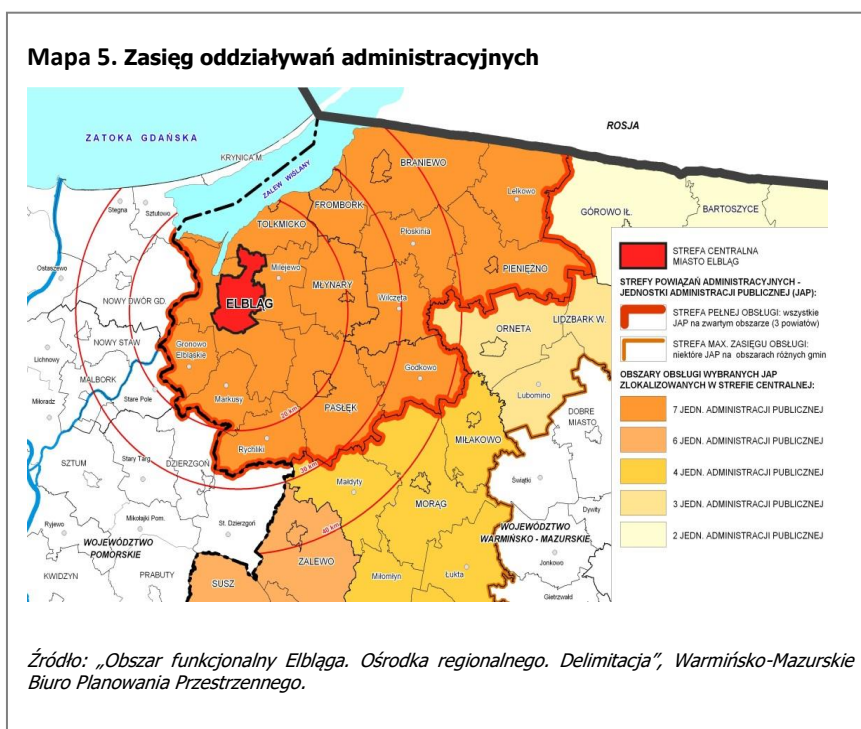 Mapa 5. Zasięg oddziaływań administracyjnych
ROSJA
ZATOKA GDAŃSKA
KRYNICA M.
ZALEW WIŚLANY
BRANIEWO
FROMBORK
Lelkowo
Stegna
Sztutowo
TOLKMICKO
Płoskinia
GÓROWO IŁ.
BARTOSZYCE
Ostaszewo
Milejewo
PIENIĘŻNO
NOWY DWÓR GD.
ELBLĄG
MŁYNARY
Wilczęta
ORNETA
LIDZBARK W.
NOWY STAW
Gronowo
Elbląskie
Lichnowy
MALBORK
Godkowo
Lubomino
Miłoradz
Stare Pole
Markusy
PASŁĘK
DOBRE
MIASTO
20 km
Rychliki
MIŁAKOWO
SZTUM
Stary Targ
DZIERZGOŃ
30 km
Małdyty
Świątki
MORĄG
Dywity
Ryjewo
Mikołajki Pom.
St. Dzierzgoń
40 km
WOJEWÓDZTWO
POMORSKIE
WOJEWÓDZTWO
WARMIŃSKO - MAZURSKIE
ZALEWO
Jonkowo
KWIDZYN
PRABUTY
SUSZ
Miłomłyn
Łukta
Gietrzwałd
STREFA CENTRALNA
MIASTO ELBLĄG
STREFY POWIĄZAŃ ADMINISTRACYJNYCH -
JEDNOSTKI ADMINISTRACJI PUBLICZNEJ (JAP):
STREFA PEŁNEJ OBSŁUGI: wszystkie
JAP na zwartym obszarze (3 powiatów)
STREFA MAX. ZASIĘGU OBSŁUGI:
niektóre JAP na obszarach różnych gmin
OBSZARY OBSŁUGI WYBRANYCH JAP
ZLOKALIZOWANYCH W STREFIE CENTRALNEJ:
7 JEDN. ADMINISTRACJI PUBLICZNEJ
6 JEDN. ADMINISTRACJI PUBLICZNEJ
4 JEDN. ADMINISTRACJI PUBLICZNEJ
3 JEDN. ADMINISTRACJI PUBLICZNEJ
2 JEDN. ADMINISTRACJI PUBLICZNEJ
Źródło: „Obszar funkcjonalny Elbląga. Ośrodka regionalnego. Delimitacja", Warmińsko-Mazurskie
Biuro Planowania Przestrzennego.